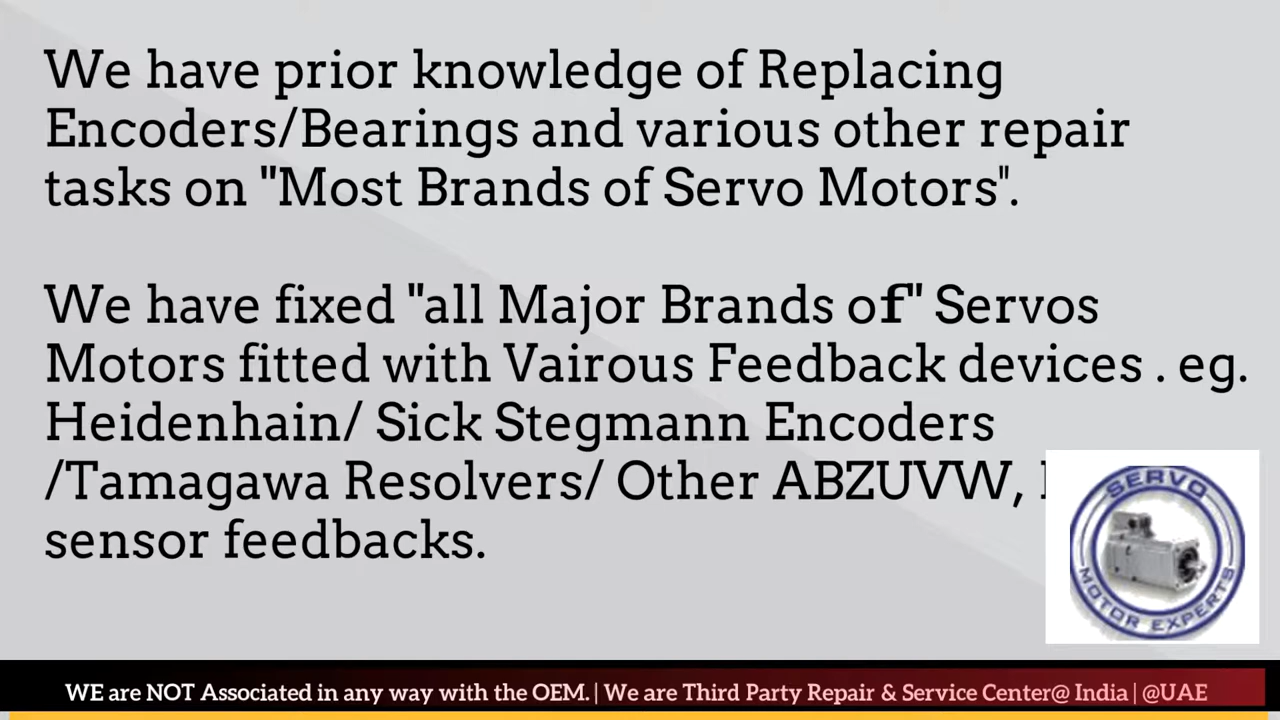 We have prior knowledge of Replacing
Encoders/Bearings and various other repair
tasks on "Most Brands of Servo Motors".
We have fixed "all Major Brands of" Servos
Motors fitted with Vairous Feedback devices . eg.
Heidenhain/ Sick Stegmann Encoders
/Tamagawa Resolvers/ Other ABZUVW,
sensor feedbacks.
SERVO
MOTOR EXPERTS
WE are NOT Associated in any way with the OEM. | We are Third Party Repair & Service Center@ India | @UAE